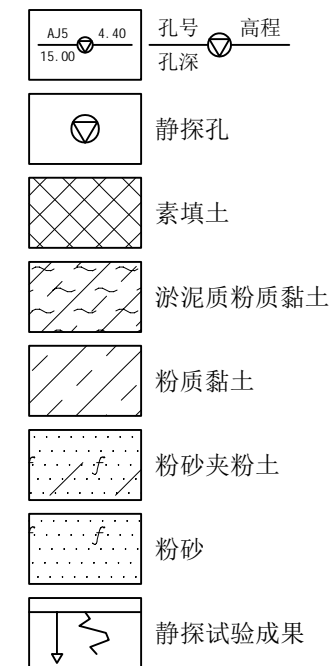 AJ5 4.40 孔号 高程
15.00 孔深
静探孔
素填土
淤泥质粉质黏土
粉质黏土
f f 粉砂夹粉土
f f 粉砂
静探试验成果